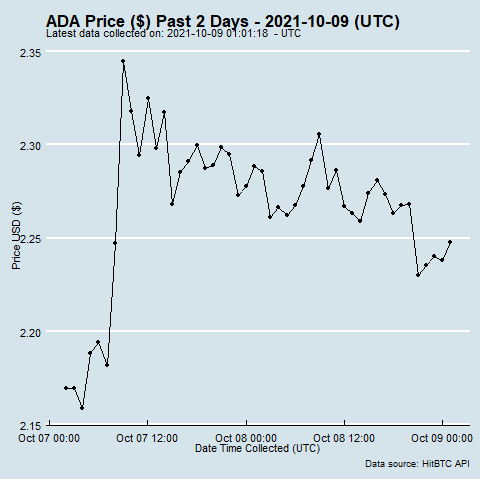 ADA Price ($) Past 2 Days - 2021-10-09 (UTC)
Latest data collected on: 2021-10-09 01:01:18 - UTC
2.35
2.30
2.25
2.20
2.15
Price USD ($)
Oct 07 00:00 Oct 07 12:00 Oct 08 00:00 Oct 08 12:00 Oct 09 00:00
Date Time Collected (UTC)
Data source: HitBTC API